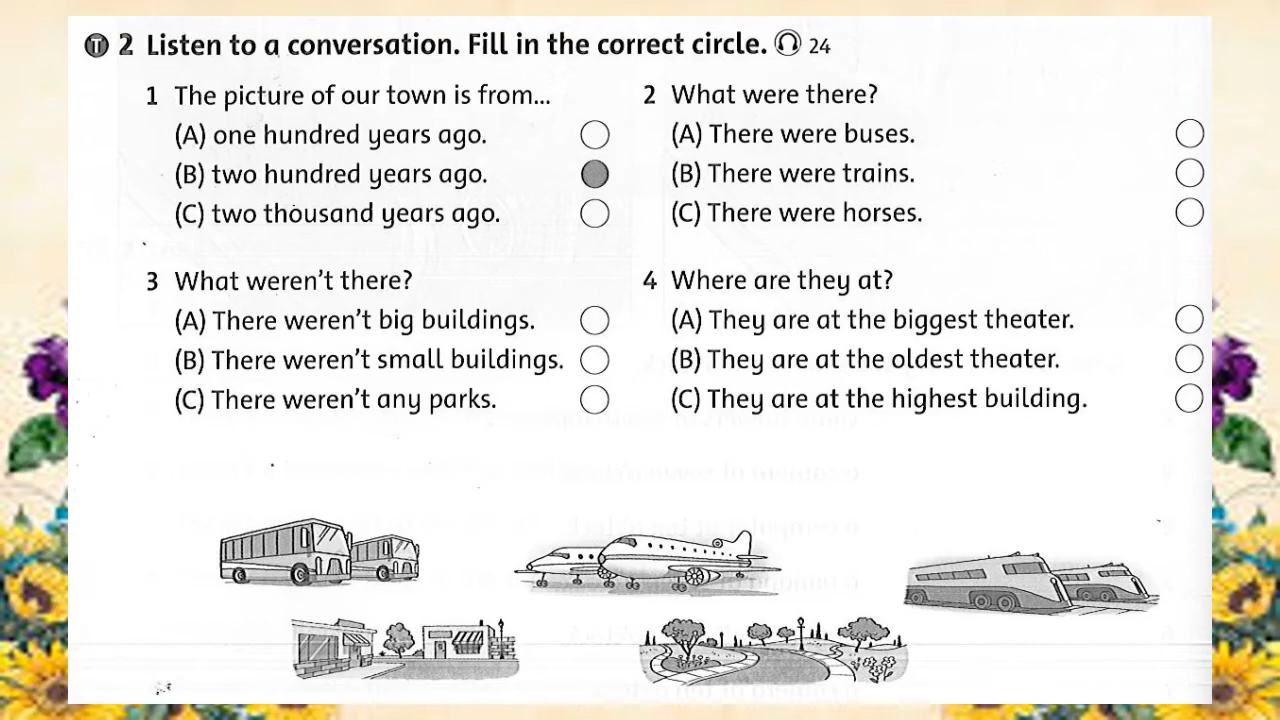 T 2 Listen to a conversation. Fill in the correct circle. 24
1 The picture of our town is from...
(A) one hundred years ago.
(B) two hundred years ago.
(C) two thousand years ago.
2 What were there?
(A) There were buses.
(B) There were trains.
(C) There were horses.
3 What weren't there?
(A) There weren't big buildings.
(B) There weren't small buildings.
(C) There weren't any parks.
4 Where are they at?
(A) They are at the biggest theater.
(B) They are at the oldest theater.
(C) They are at the highest building.